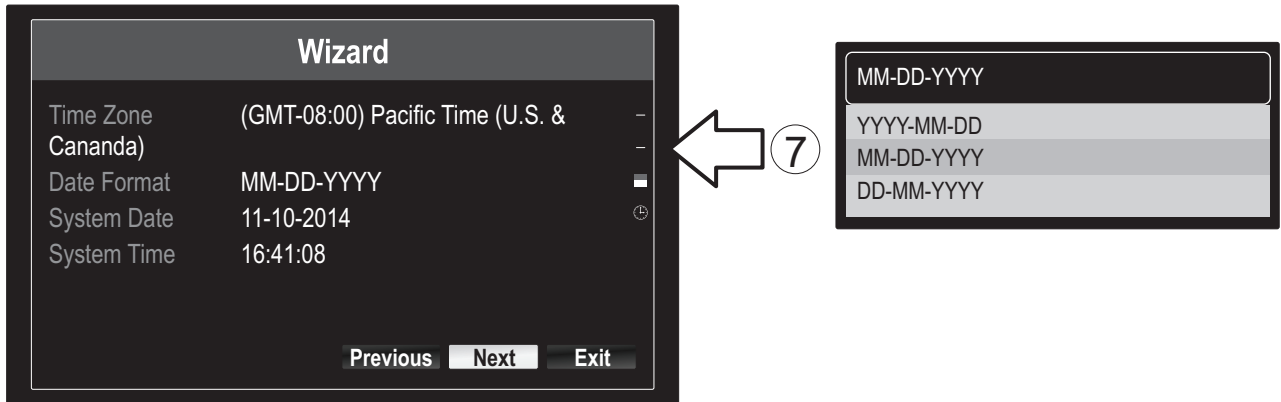 Wizard
Time Zone (GMT-08:00) Pacific Time (U.S. &
Cananda)
Date Format MM-DD-YYYY
System Date 11-10-2014
System Time 16:41:08
Previous Next Exit
7
MM-DD-YYYY
YYYY-MM-DD
MM-DD-YYYY
DD-MM-YYYY